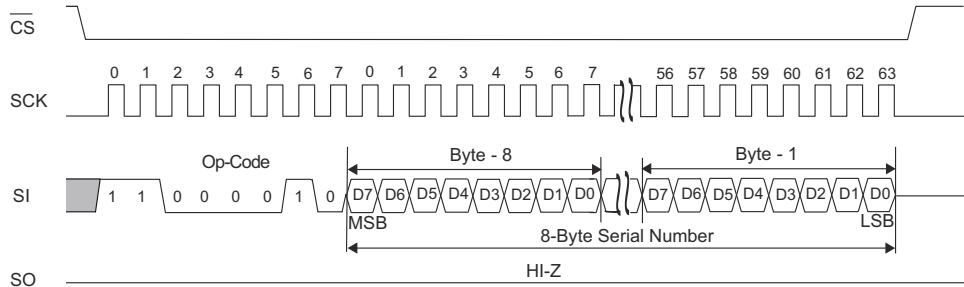 CS
0 1 2 3 4 5 6 7 0 1 2 3 4 5 6 7 56 57 58 59 60 61 62 63
SCK
Op-Code Byte - 8 Byte - 1
SI 1 1 0 0 0 0 1 0 D7 D6 D5 D4 D3 D2 D1 D0 D7 D6 D5 D4 D3 D2 D1 D0
MSB LSB
8-Byte Serial Number
HI-Z
SO